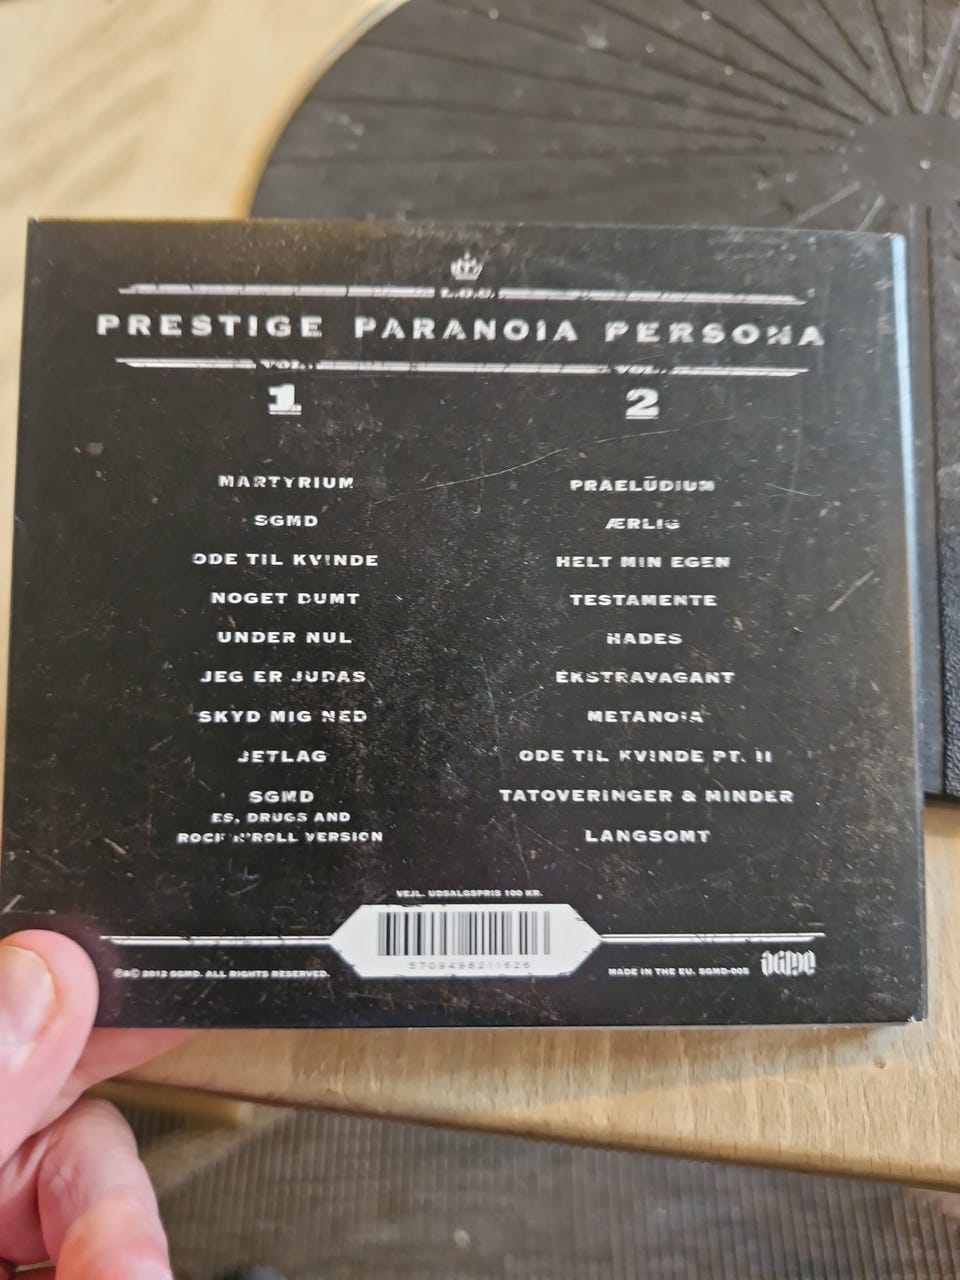 L.O.C.
PRESTIGE PARANOIA PERSONA
VOL. VOL.
1
MARTYRIUM
SGMD
ODE TIL KVINDE
NOGET DUMT
UNDER NUL
JEG ER JUDAS
SKYD MIG NED
JETLAG
SGMD
ES, DRUGS AND
ROCK'N'ROLL VERSION
2
PRAELŪDIUM
ÆRLIG
HELT MIN EGEN
TESTAMENTE
HADES
EKSTRAVAGANT
METANOIA
ODE TIL KVINDE PT. II
TATOVERINGER & MINDER
LANGSOMT
VEJL. UDSALGSPRIS 100 KR.
5709498211626
℗&© 2012 SGMD. ALL RIGHTS RESERVED.
MADE IN THE EU. SGMD-005